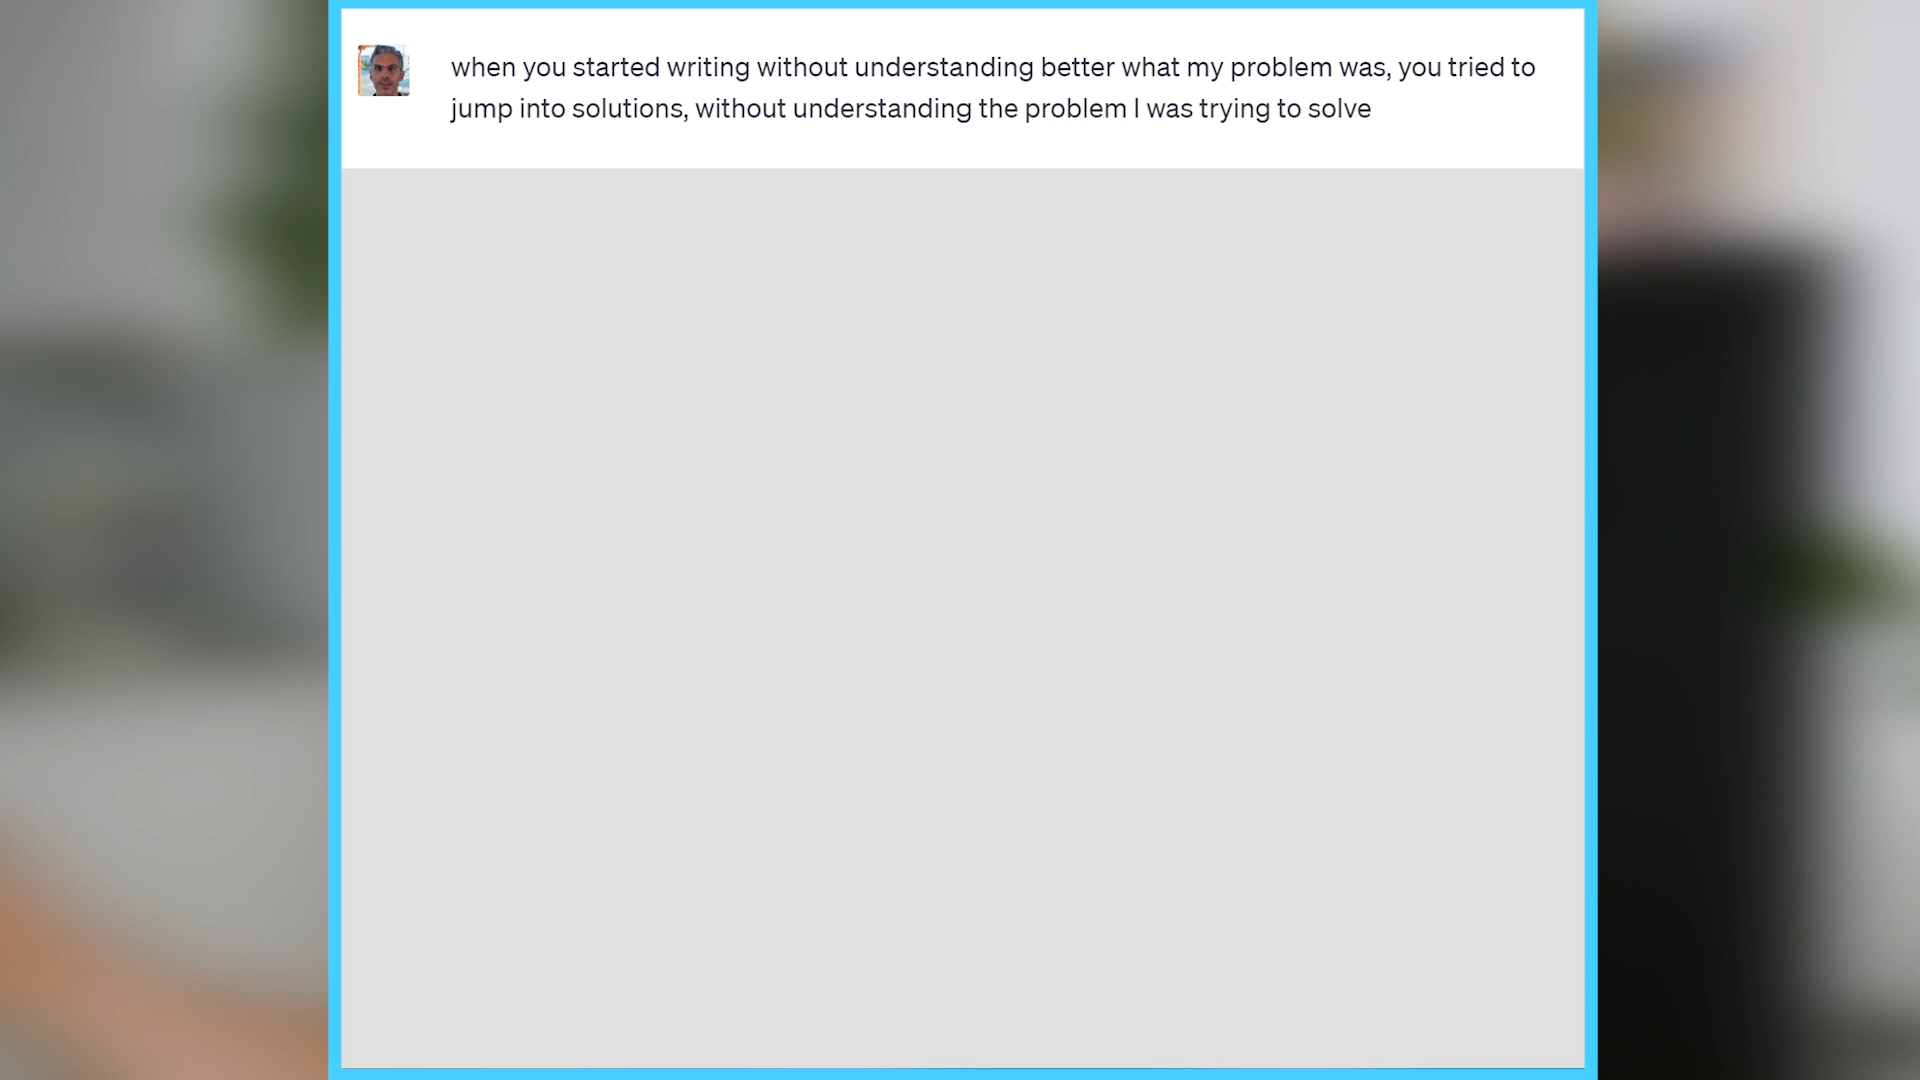 when you started writing without understanding better what my problem was, you tried to
jump into solutions, without understanding the problem I was trying to solve